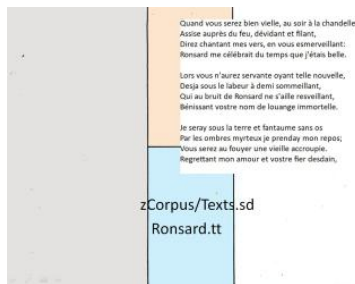 Quand vous serez bien vielle, au soir à la chandelle
Assise auprès du feu, dévidant et filant,
Direz chantant mes vers, en vous esmerveillant:
Ronsard me célébrait du temps que j'étais belle.
Lors vous n'aurez servante oyant telle nouvelle,
Desja sous le labeur à demi sommeillant,
Qui au bruit de Ronsard ne s'aille resveillant,
Bénissant vostre nom de louange immortelle.
Je seray sous la terre et fantaume sans os
Par les ombres myrteux je prenday mon repos;
Vous serez au fouyer une vieille accroupie.
Regrettant mon amour et vostre fier desdain,
zCorpus/Texts.sd
Ronsard.tt